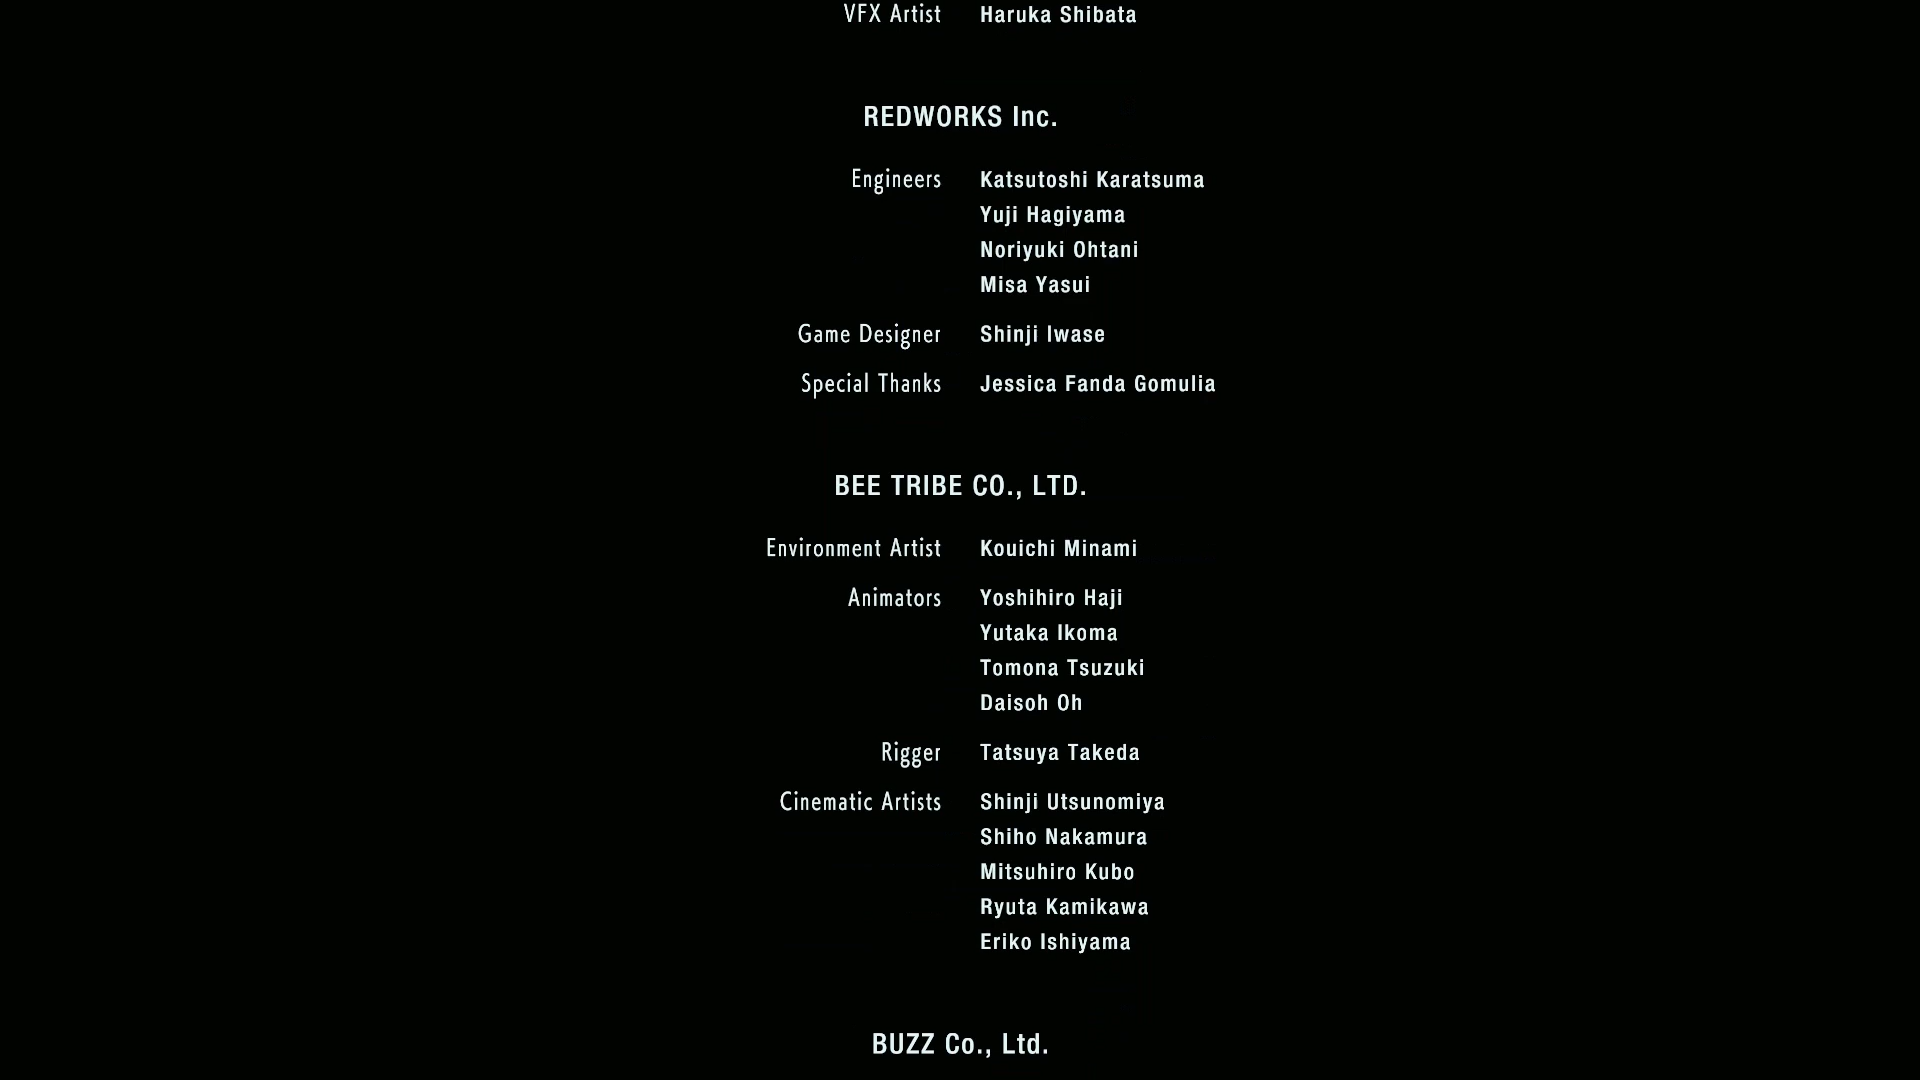 VFX Artist Haruka Shibata
REDWORKS Inc.
Engineers Katsutoshi Karatsuma
Yuji Hagiyama
Noriyuki Ohtani
Misa Yasui
Game Designer Shinji Iwase
Special Thanks Jessica Fanda Gomulia
BEE TRIBE CO., LTD.
Environment Artist Kouichi Minami
Animators Yoshihiro Haji
Yutaka Ikoma
Tomona Tsuzuki
Daisoh Oh
Rigger Tatsuya Takeda
Cinematic Artists Shinji Utsunomiya
Shiho Nakamura
Mitsuhiro Kubo
Ryuta Kamikawa
Eriko Ishiyama
BUZZ Co., Ltd.